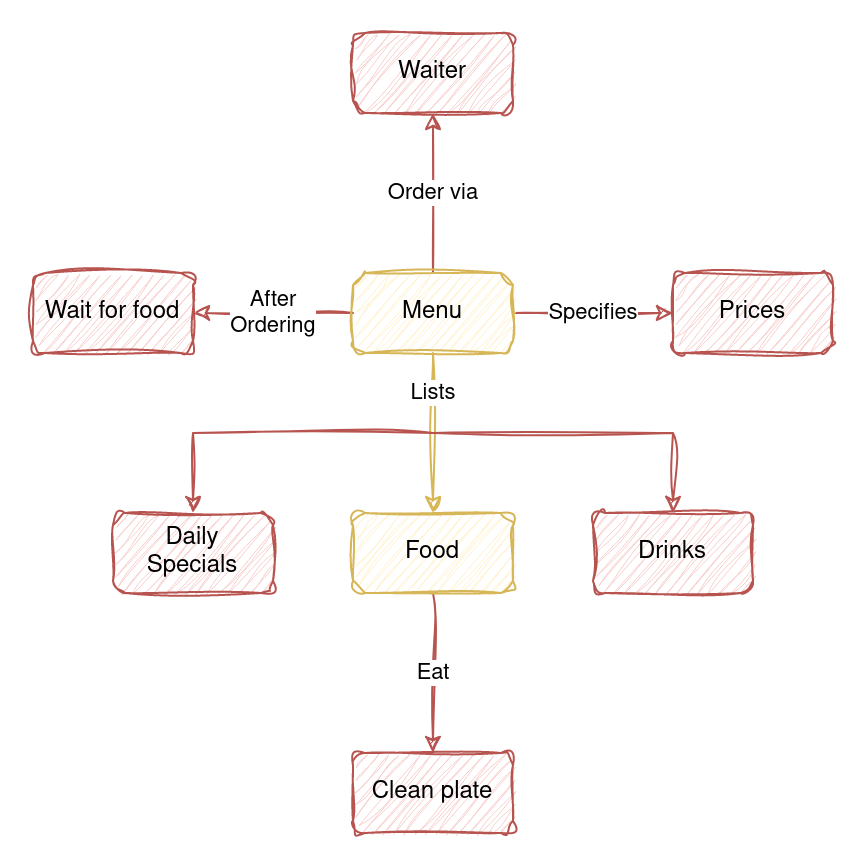 Waiter
Order via
Wait for food
After
Ordering
Menu
Specifies
Prices
Lists
Daily
Specials
Food
Drinks
Eat
Clean plate